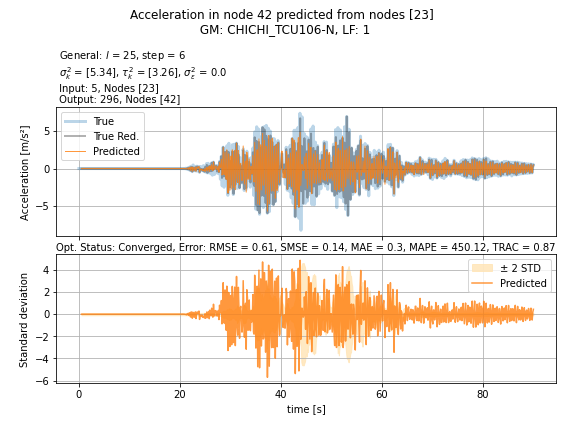 Acceleration in node 42 predicted from nodes [23]
GM: CHICHI_TCU106-N, LF: 1
General: l = 25, step = 6
σ²ₖ = [5.34], τ²ₖ = [3.26], σ²ε = 0.0
Input: 5, Nodes [23]
Output: 296, Nodes [42]
Acceleration [m/s²]
5
0
−5
True
True Red.
Predicted
Opt. Status: Converged, Error: RMSE = 0.61, SMSE = 0.14, MAE = 0.3, MAPE = 450.12, TRAC = 0.87
Standard deviation
4
2
0
−2
−4
−6
± 2 STD
Predicted
0 20 40 60 80
time [s]